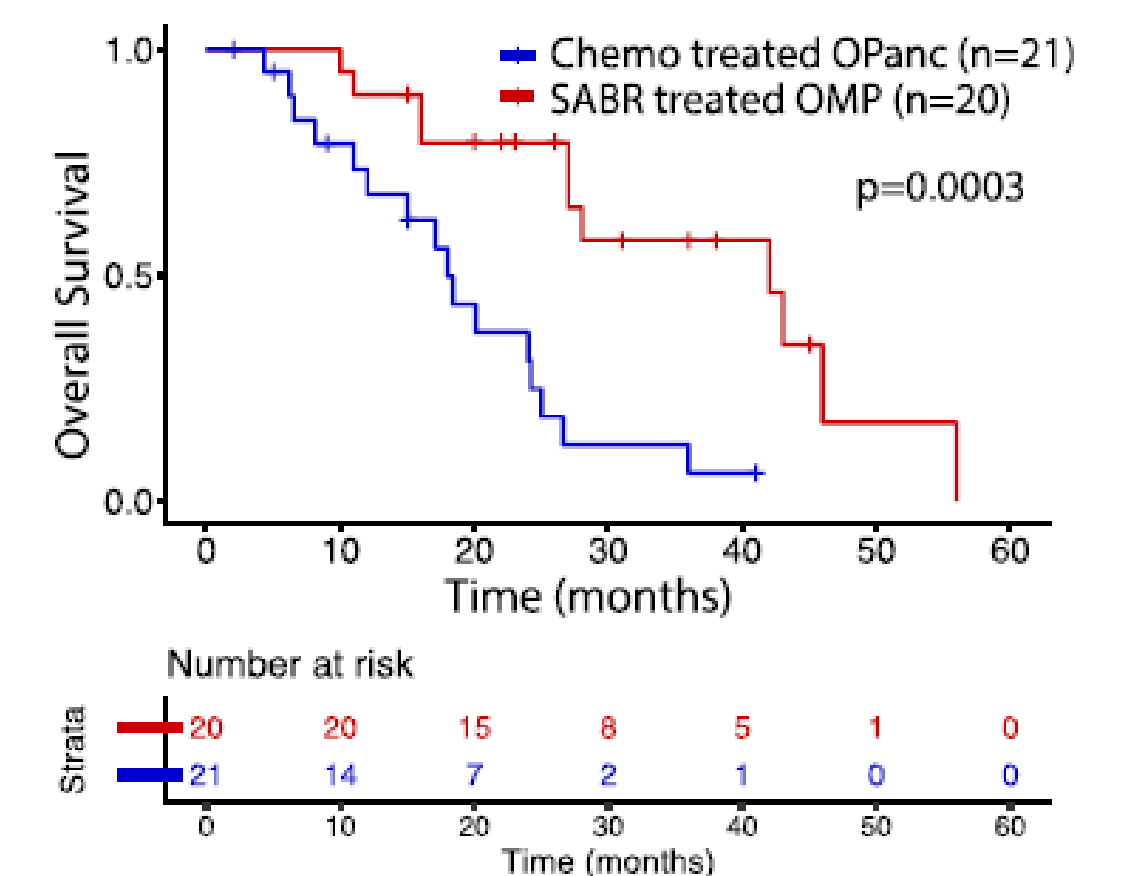 Chemo treated OPanc (n=21)
SABR treated OMP (n=20)
p=0.0003
Overall Survival
1.0
0.5
0.0
0 10 20 30 40 50 60
Time (months)
Number at risk
Strata
20 20 15 8 5 1 0
21 14 7 2 1 0 0
0 10 20 30 40 50 60
Time (months)